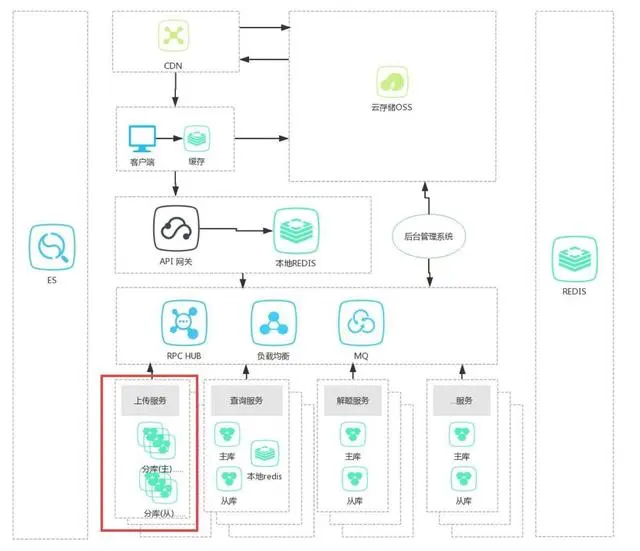 CDN
云存储OSS
客户端
缓存
API 网关
本地REDIS
后台管理系统
ES
REDIS
RPC HUB
负载均衡
MQ
上传服务
查询服务
解题服务
...服务
分库(主)......
主库
本地redis
主库
主库
分库(从)......
从库
从库
从库